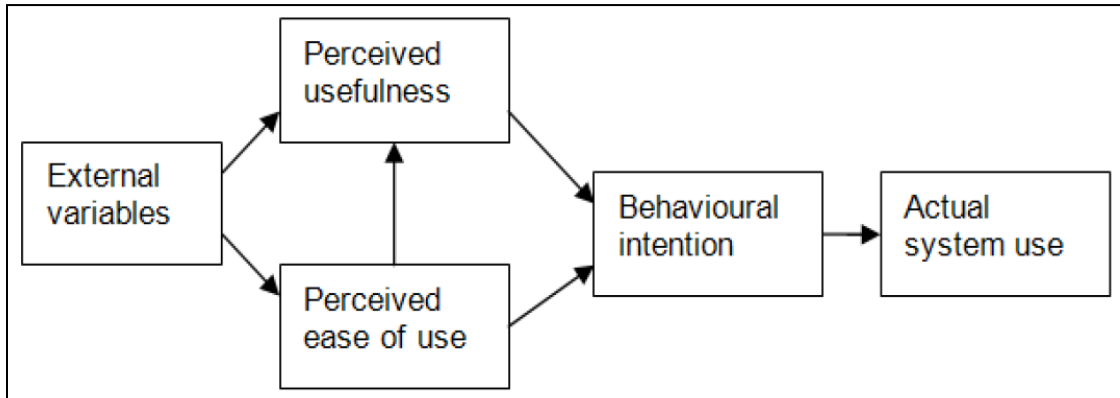 Perceived
usefulness
External
variables
Perceived
ease of use
Behavioural
intention
Actual
system use